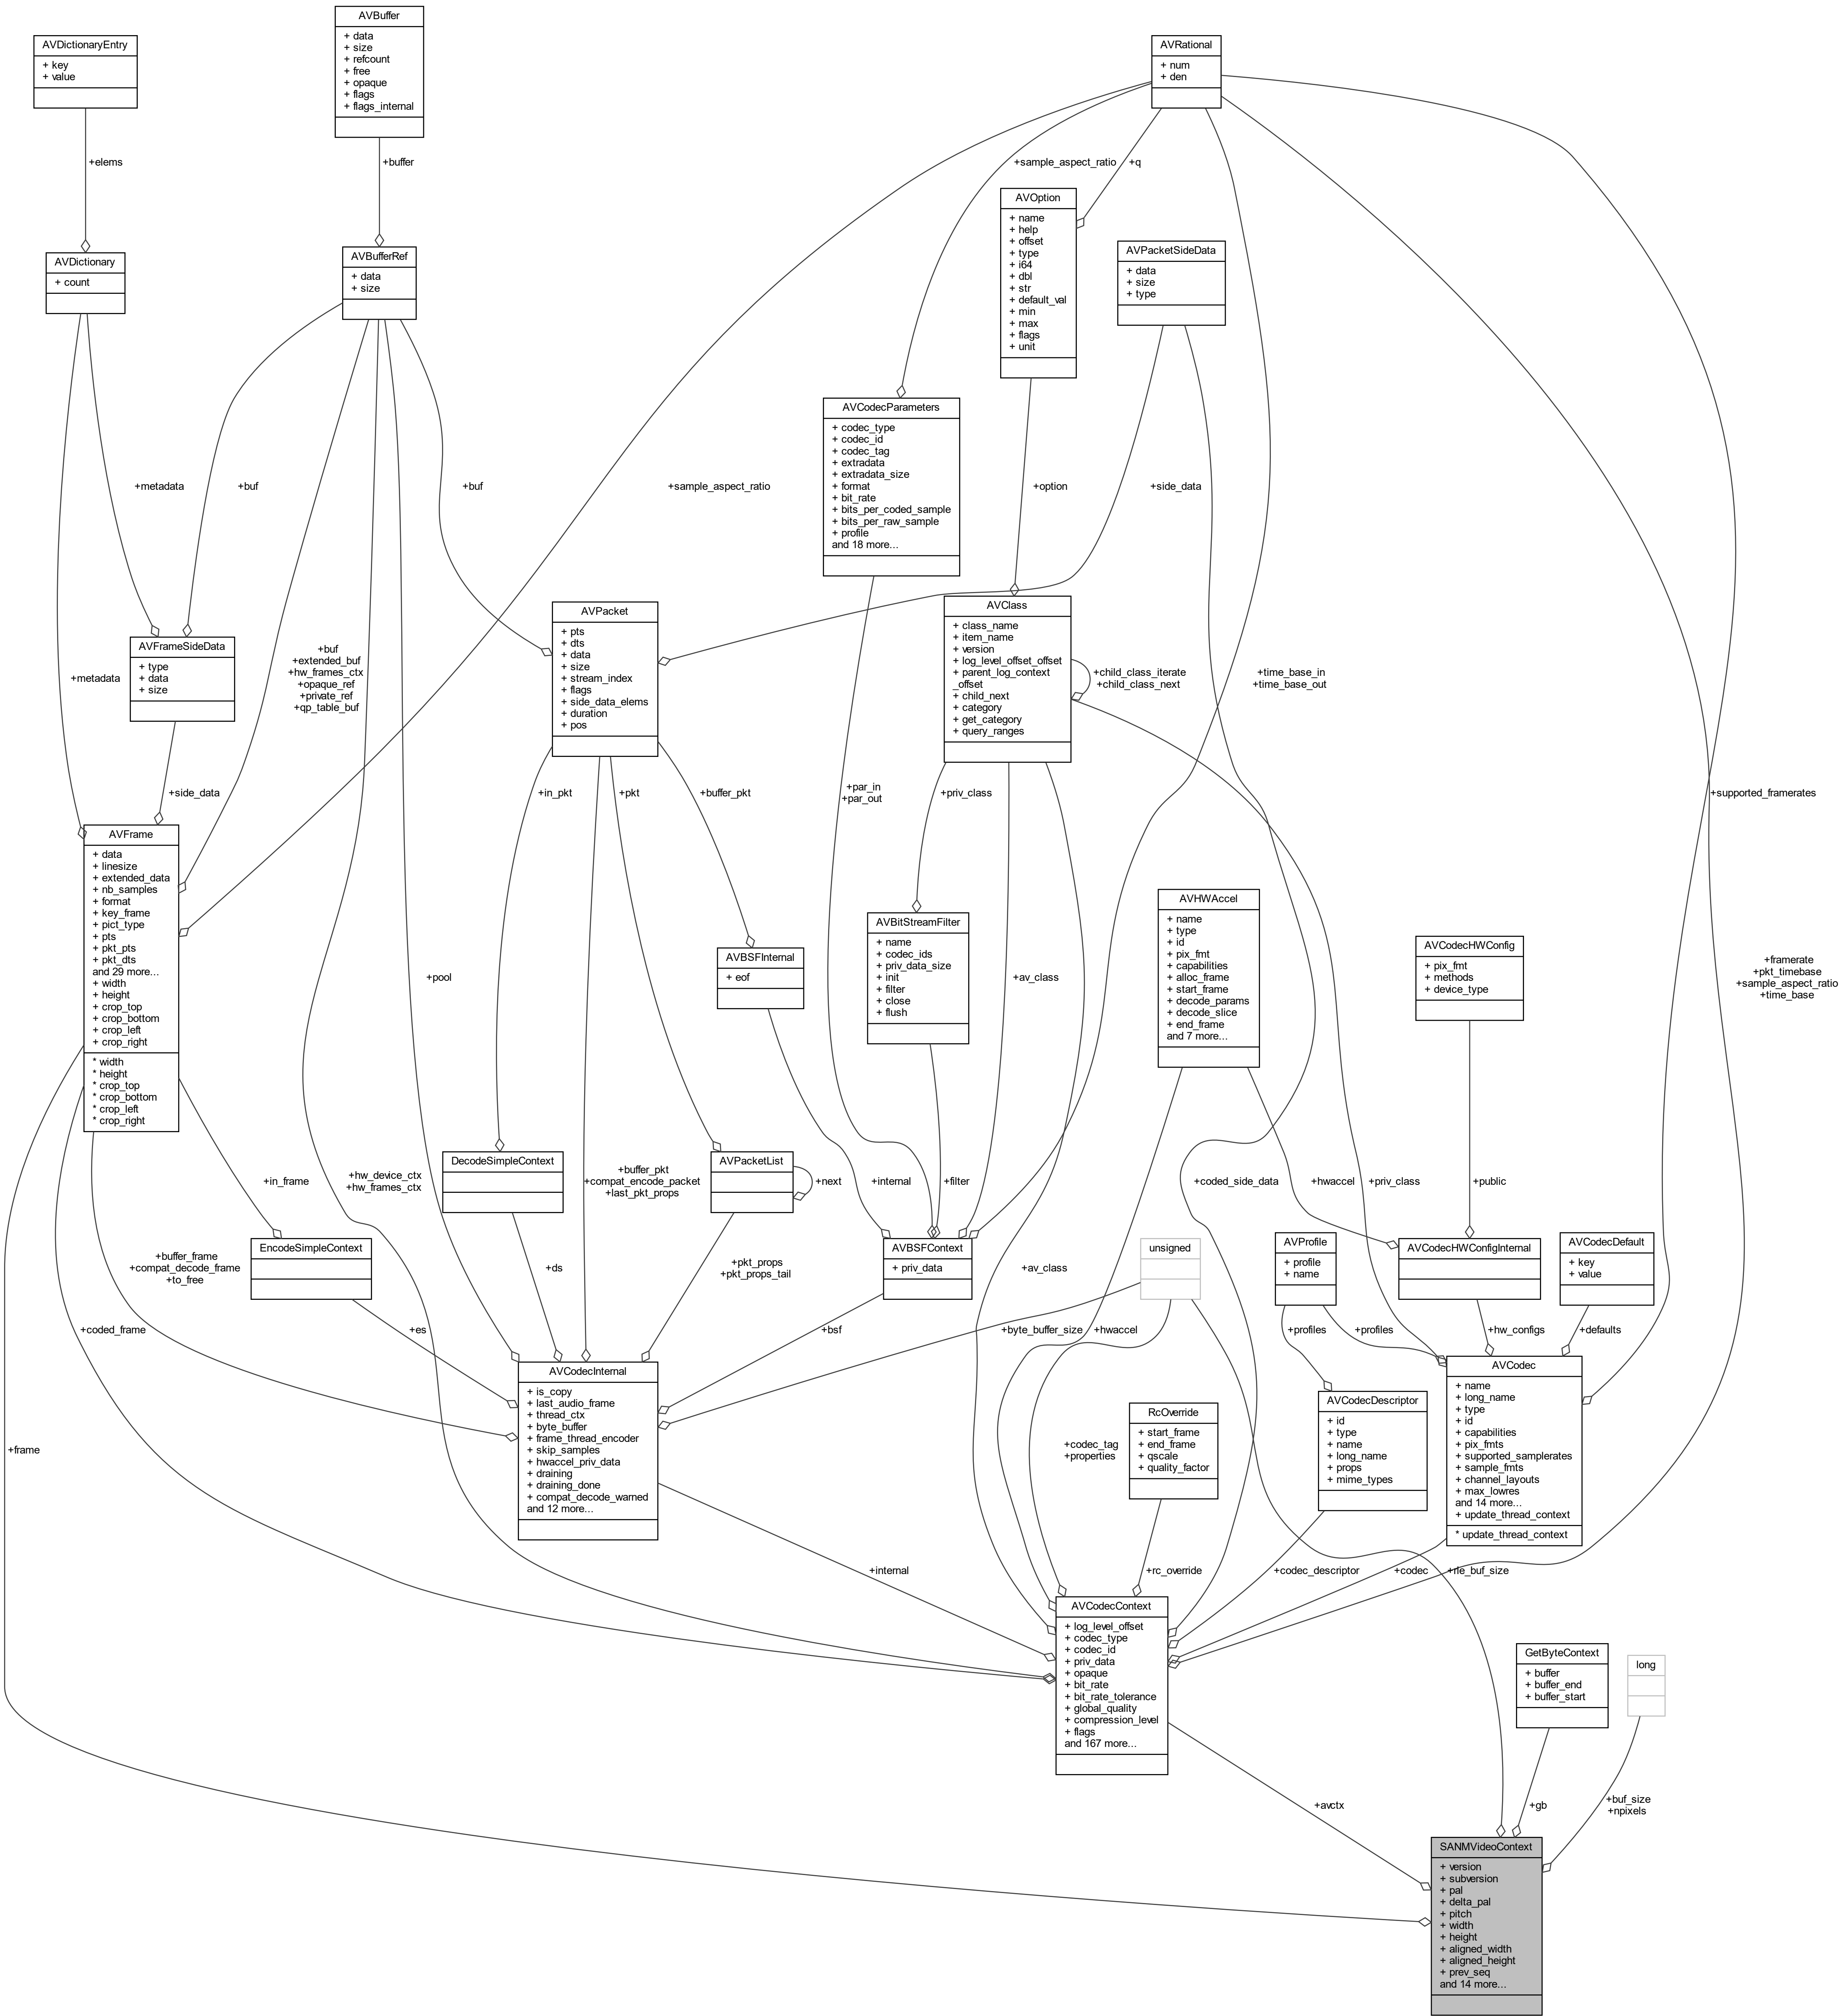 AVBuffer
+ data
+ size
+ refcount
+ free
+ opaque
+ flags
+ flags_internal
AVDictionaryEntry
+ key
+ value
AVRational
+ num
+ den
+elems
+buffer
+sample_aspect_ratio
+q
AVOption
+ name
+ help
+ offset
+ type
+ i64
+ dbl
+ str
+ default_val
+ min
+ max
+ flags
+ unit
AVPacketSideData
+ data
+ size
+ type
AVDictionary
+ count
AVBufferRef
+ data
+ size
AVCodecParameters
+ codec_type
+ codec_id
+ codec_tag
+ extradata
+ extradata_size
+ format
+ bit_rate
+ bits_per_coded_sample
+ bits_per_raw_sample
+ profile
and 18 more...
+metadata
+buf
+buf
+sample_aspect_ratio
+option
+side_data
AVPacket
+ pts
+ dts
+ data
+ size
+ stream_index
+ flags
+ side_data_elems
+ duration
+ pos
AVClass
+ class_name
+ item_name
+ version
+ log_level_offset_offset
+ parent_log_context
_offset
+ child_next
+ category
+ get_category
+ query_ranges
+child_class_iterate
+child_class_next
+time_base_in
+time_base_out
AVFrameSideData
+ type
+ data
+ size
+metadata
+buf
+extended_buf
+hw_frames_ctx
+opaque_ref
+private_ref
+qp_table_buf
+side_data
+in_pkt
+pkt
+buffer_pkt
+par_in
+par_out
+priv_class
+supported_framerates
AVFrame
+ data
+ linesize
+ extended_data
+ nb_samples
+ format
+ key_frame
+ pict_type
+ pts
+ pkt_pts
+ pkt_dts
and 29 more...
+ width
+ height
+ crop_top
+ crop_bottom
+ crop_left
+ crop_right
* width
* height
* crop_top
* crop_bottom
* crop_left
* crop_right
+pool
AVBSFInternal
+ eof
AVBitStreamFilter
+ name
+ codec_ids
+ priv_data_size
+ init
+ filter
+ close
+ flush
+av_class
AVHWAccel
+ name
+ type
+ id
+ pix_fmt
+ capabilities
+ alloc_frame
+ start_frame
+ decode_params
+ decode_slice
+ end_frame
and 7 more...
AVCodecHWConfig
+ pix_fmt
+ methods
+ device_type
+framerate
+pkt_timebase
+sample_aspect_ratio
+time_base
+in_frame
+hw_device_ctx
+hw_frames_ctx
DecodeSimpleContext
+buffer_pkt
+compat_encode_packet
+last_pkt_props
AVPacketList
+next
+internal
+filter
+coded_side_data
+hwaccel
+priv_class
+public
+buffer_frame
+compat_decode_frame
+to_free
EncodeSimpleContext
+ds
+pkt_props
+pkt_props_tail
AVBSFContext
+ priv_data
+av_class
unsigned
AVProfile
+ profile
+ name
AVCodecHWConfigInternal
AVCodecDefault
+ key
+ value
+coded_frame
+es
+bsf
+byte_buffer_size
+hwaccel
+profiles
+profiles
+hw_configs
+defaults
AVCodecInternal
+ is_copy
+ last_audio_frame
+ thread_ctx
+ byte_buffer
+ frame_thread_encoder
+ skip_samples
+ hwaccel_priv_data
+ draining
+ draining_done
+ compat_decode_warned
and 12 more...
+frame
+codec_tag
+properties
RcOverride
+ start_frame
+ end_frame
+ qscale
+ quality_factor
AVCodecDescriptor
+ id
+ type
+ name
+ long_name
+ props
+ mime_types
AVCodec
+ name
+ long_name
+ type
+ id
+ capabilities
+ pix_fmts
+ supported_samplerates
+ sample_fmts
+ channel_layouts
+ max_lowres
and 14 more...
+ update_thread_context
* update_thread_context
+internal
+rc_override
+codec_descriptor
+codec
+rle_buf_size
AVCodecContext
+ log_level_offset
+ codec_type
+ codec_id
+ priv_data
+ opaque
+ bit_rate
+ bit_rate_tolerance
+ global_quality
+ compression_level
+ flags
and 167 more...
GetByteContext
+ buffer
+ buffer_end
+ buffer_start
long
+avctx
+gb
+buf_size
+npixels
SANMVideoContext
+ version
+ subversion
+ pal
+ delta_pal
+ pitch
+ width
+ height
+ aligned_width
+ aligned_height
+ prev_seq
and 14 more...